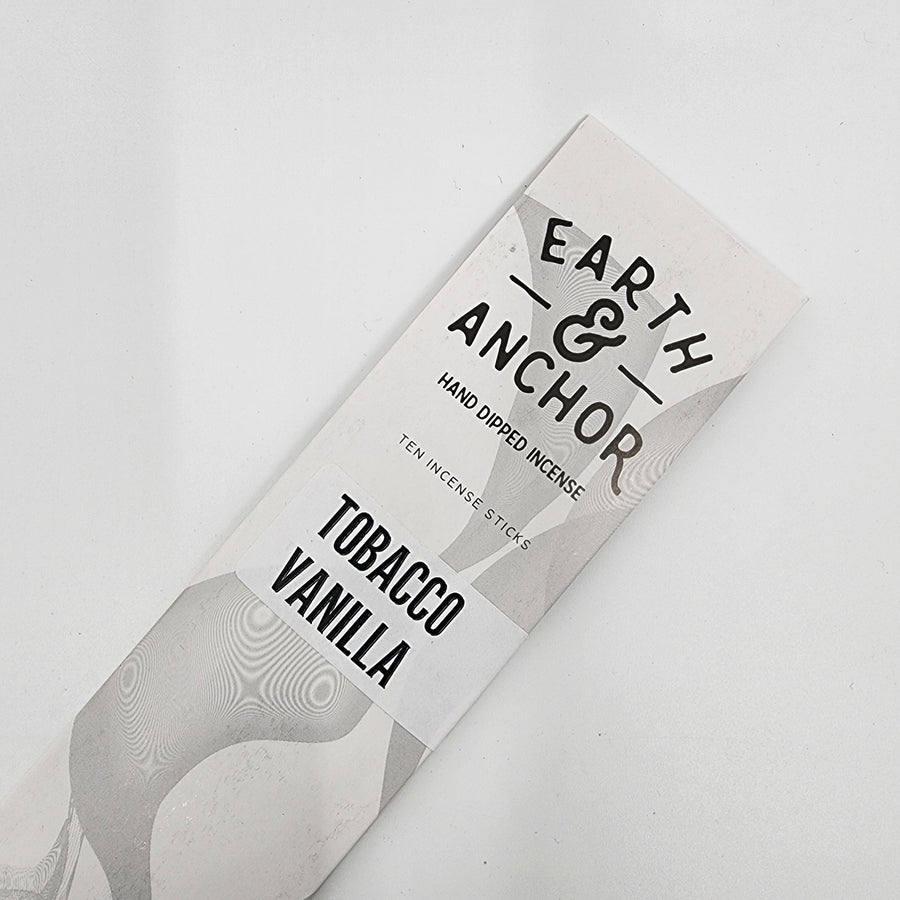 EARTH
&
ANCHOR
HAND DIPPED INCENSE
TEN INCENSE STICKS
TOBACCO
VANILLA